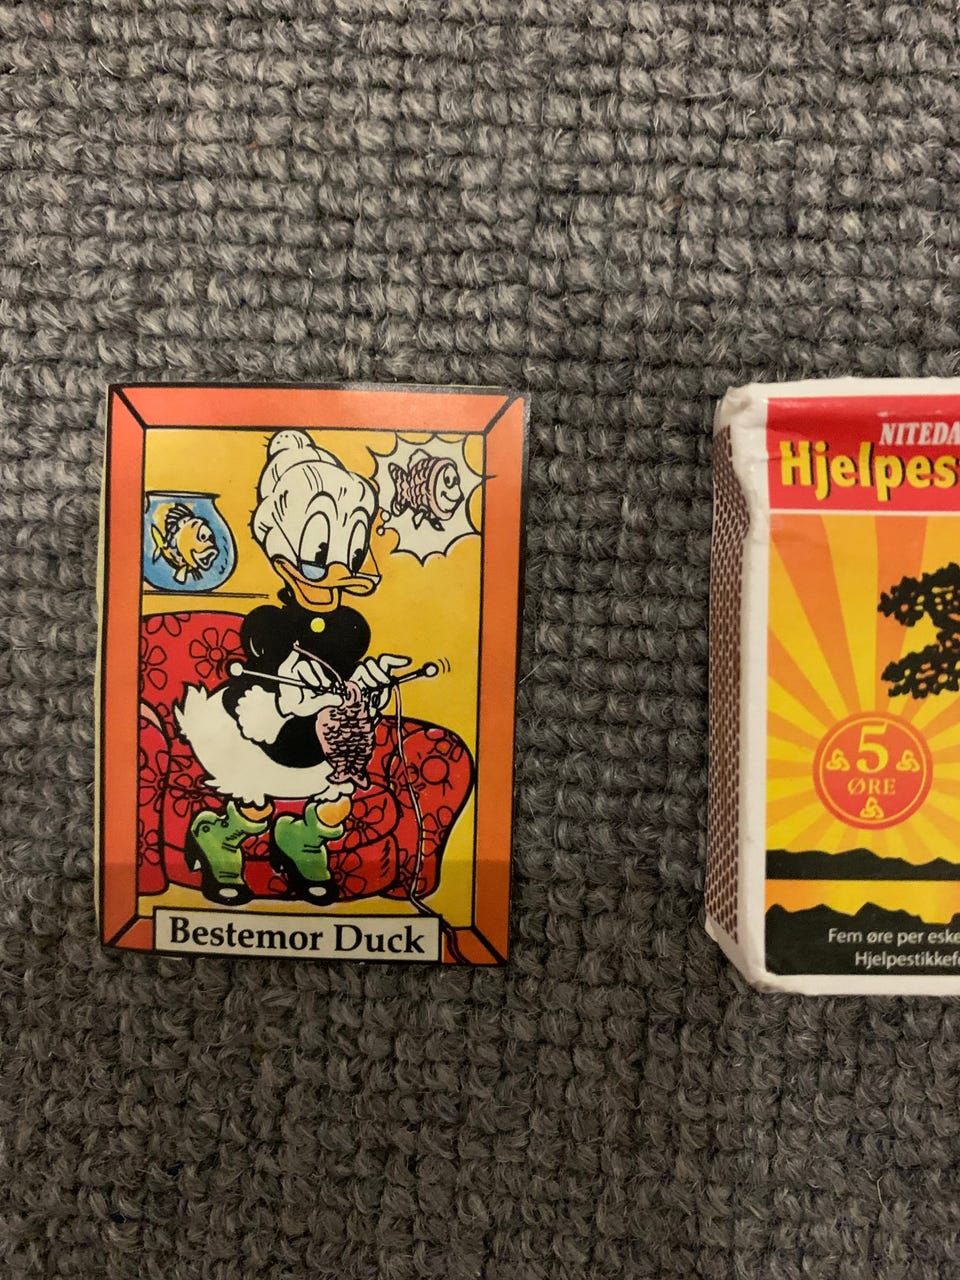 Bestemor Duck
NITEDA
Hjelpes
5
ØRE
Fem øre per eske
Hjelpestikkef